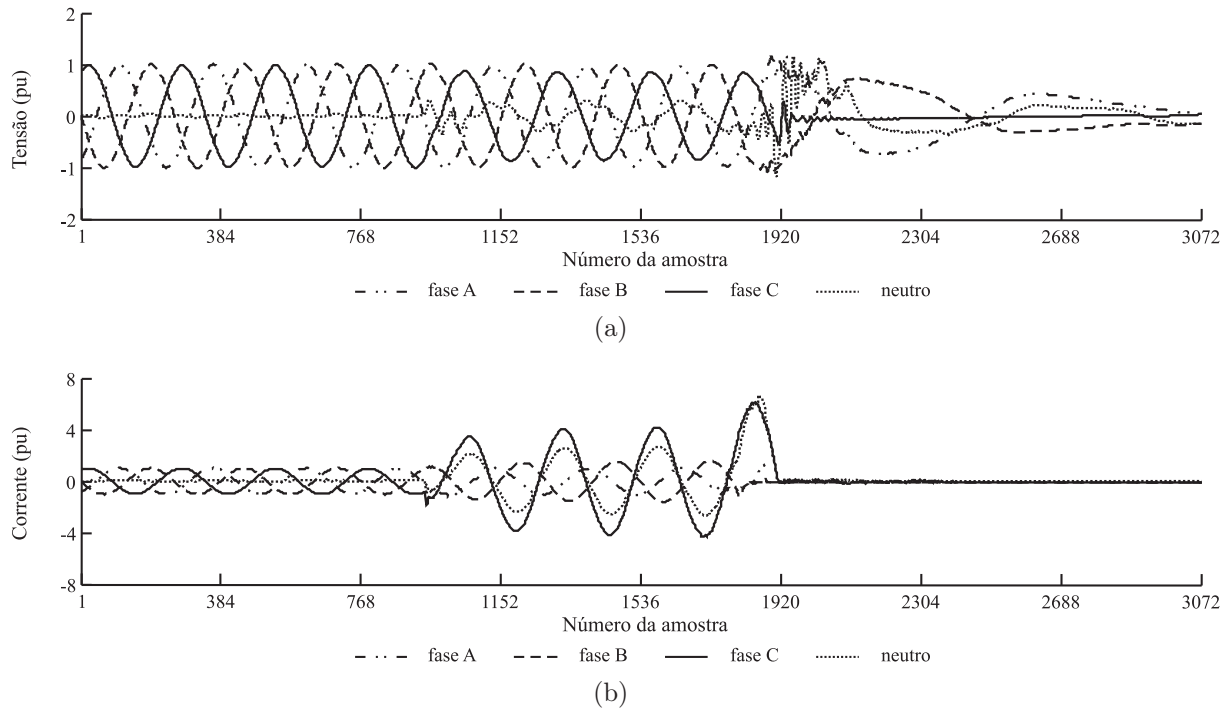 2
1
0
-1
-2
Tensão (pu)
1 384 768 1152 1536 1920 2304 2688 3072
Número da amostra
fase A fase B fase C neutro
(a)
8
4
0
-4
-8
Corrente (pu)
1 384 768 1152 1536 1920 2304 2688 3072
Número da amostra
fase A fase B fase C neutro
(b)